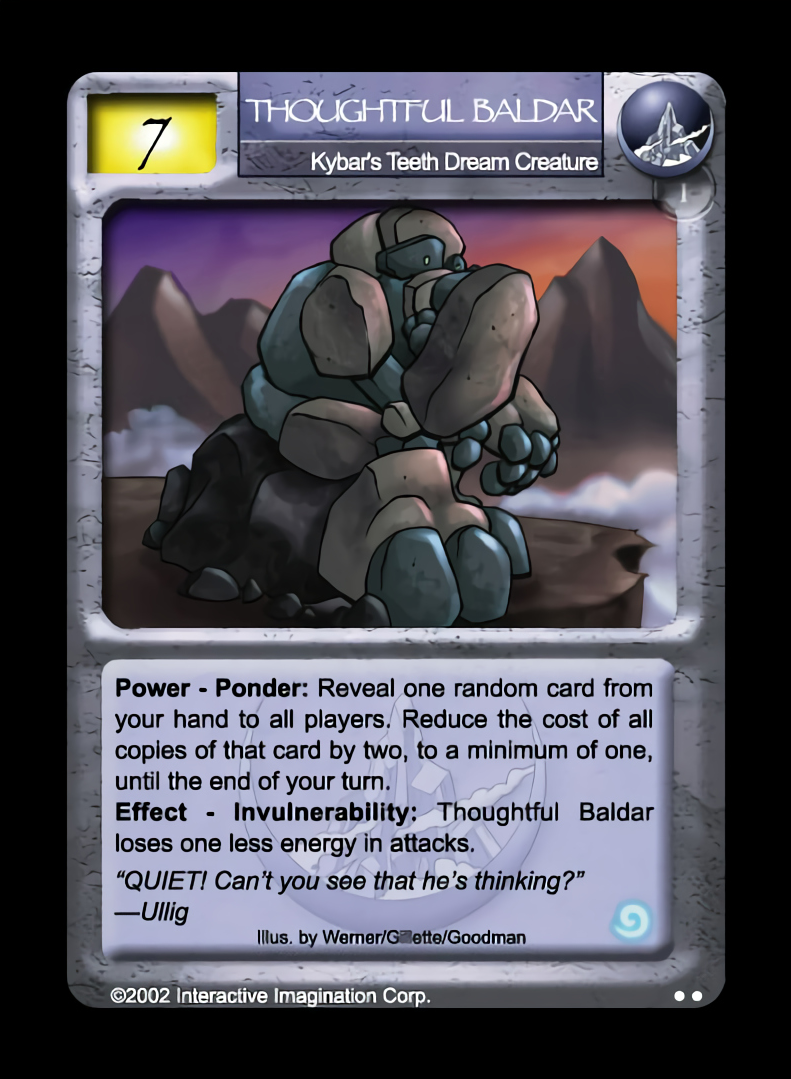 7
THOUGHTFUL BALDAR
Kybar's Teeth Dream Creature
1
Power - Ponder: Reveal one random card from
your hand to all players. Reduce the cost of all
copies of that card by two, to a minimum of one,
until the end of your turn.
Effect - Invulnerability: Thoughtful Baldar
loses one less energy in attacks.
“QUIET! Can’t you see that he’s thinking?”
—Ullig
Illus. by Werner/ /Goodman
©2002 Interactive Imagination Corp.